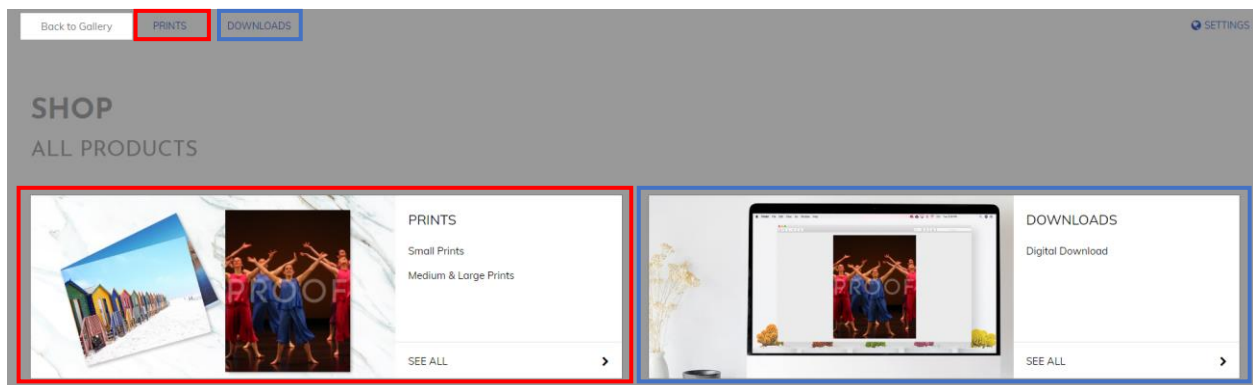 Back to Gallery PRINTS DOWNLOADS SETTINGS
SHOP
ALL PRODUCTS
PRINTS
Small Prints
Medium & Large Prints
SEE ALL
PROOF
DOWNLOADS
Digital Download
SEE ALL
PROOF